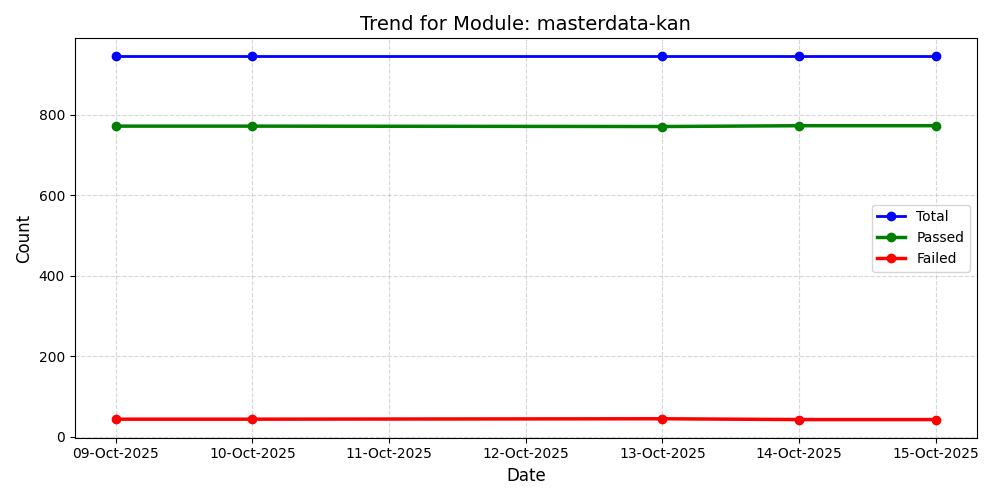 Trend for Module: masterdata-kan
Count
800
600
400
200
0
Total
Passed
Failed
09-Oct-2025 10-Oct-2025 11-Oct-2025 12-Oct-2025 13-Oct-2025 14-Oct-2025 15-Oct-2025
Date